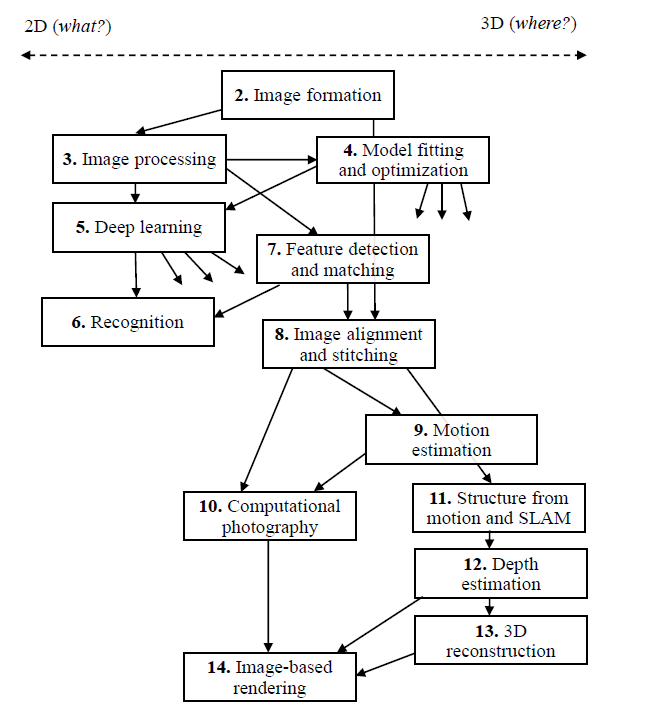 2D (what?)
3D (where?)
2. Image formation
3. Image processing
4. Model fitting
and optimization
5. Deep learning
7. Feature detection
and matching
6. Recognition
8. Image alignment
and stitching
9. Motion
estimation
10. Computational
photography
11. Structure from
motion and SLAM
12. Depth
estimation
13. 3D
reconstruction
14. Image-based
rendering